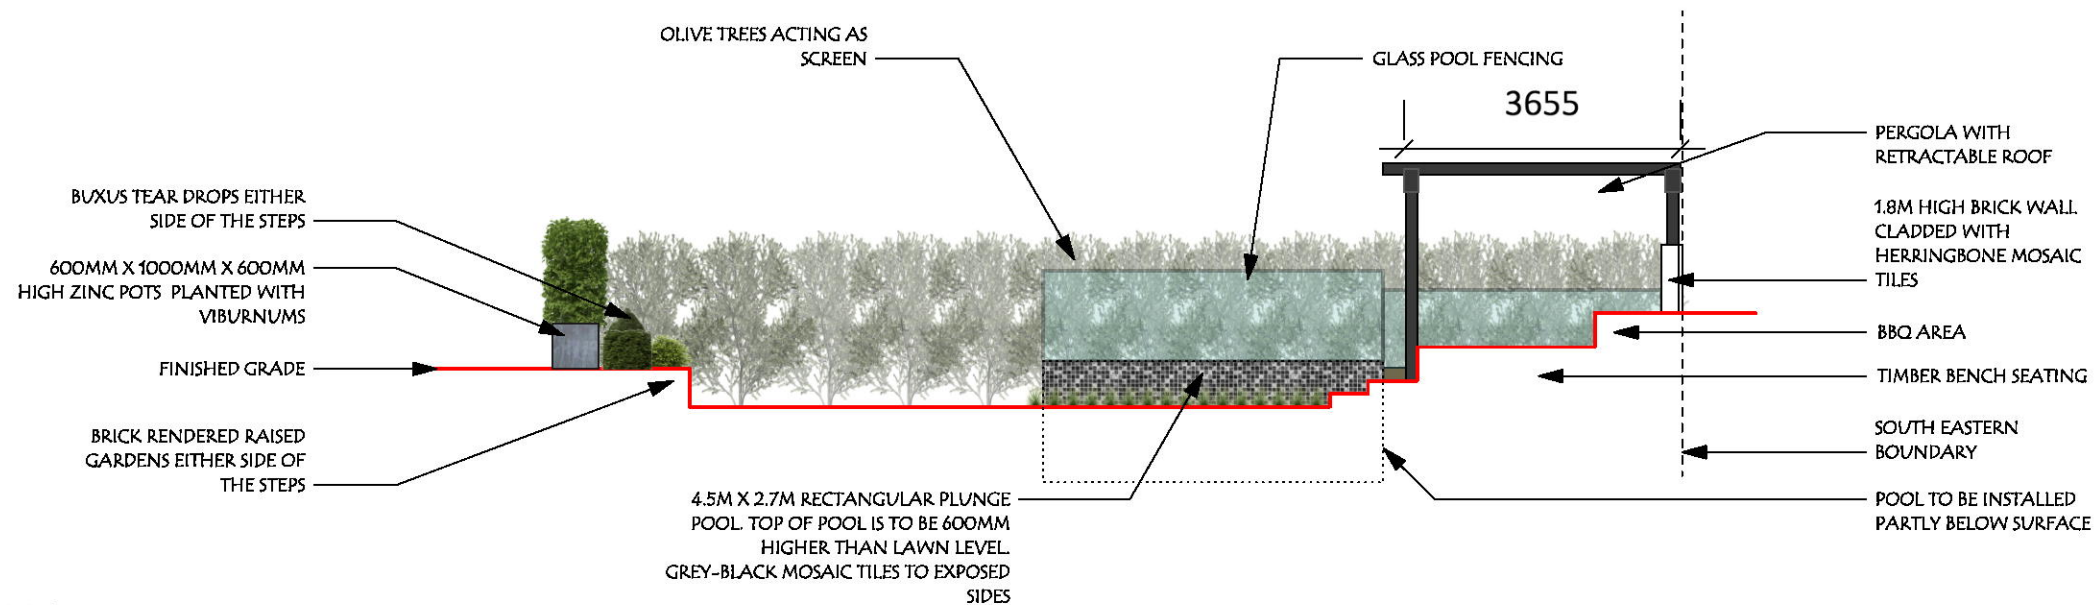 OLIVE TREES ACTING AS
SCREEN
GLASS POOL FENCING
3655
PERGOLA WITH
RETRACTABLE ROOF
BUXUS TEAR DROPS EITHER
SIDE OF THE STEPS
1.8M HIGH BRICK WALL
CLADDED WITH
HERRINGBONE MOSAIC
TILES
600MM X 1000MM X 600MM
HIGH ZINC POTS PLANTED WITH
VIBURNUMS
BBQ AREA
FINISHED GRADE
TIMBER BENCH SEATING
BRICK RENDERED RAISED
GARDENS EITHER SIDE OF
THE STEPS
SOUTH EASTERN
BOUNDARY
4.5M X 2.7M RECTANGULAR PLUNGE
POOL. TOP OF POOL IS TO BE 600MM
HIGHER THAN LAWN LEVEL.
GREY-BLACK MOSAIC TILES TO EXPOSED
SIDES
POOL TO BE INSTALLED
PARTLY BELOW SURFACE